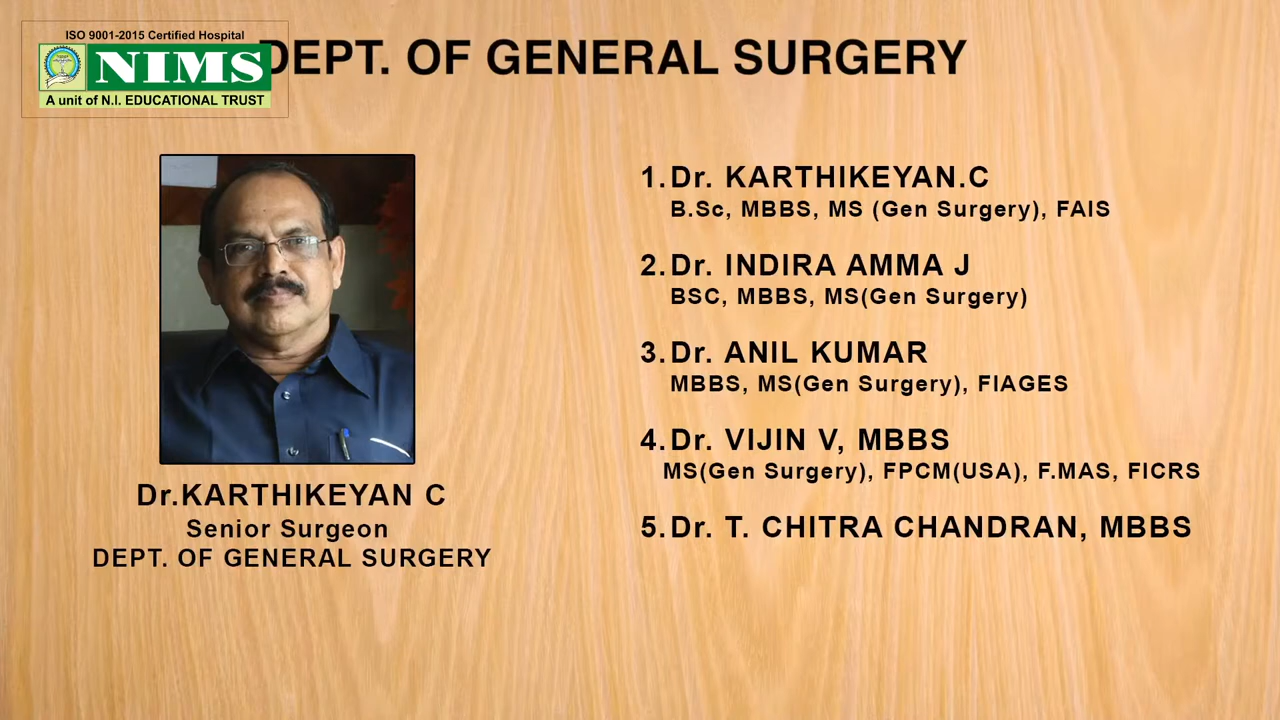 ISO 9001-2015 Certified Hospital
NIMS
A unit of N.I. EDUCATIONAL TRUST
DEPT. OF GENERAL SURGERY
Dr.KARTHIKEYAN C
Senior Surgeon
DEPT. OF GENERAL SURGERY
1. Dr. KARTHIKEYAN.C
B.Sc, MBBS, MS (Gen Surgery), FAIS
2. Dr. INDIRA AMMA J
BSC, MBBS, MS(Gen Surgery)
3. Dr. ANIL KUMAR
MBBS, MS(Gen Surgery), FIAGES
4. Dr. VIJIN V, MBBS
MS(Gen Surgery), FPCM(USA), F.MAS, FICRS
5. Dr. T. CHITRA CHANDRAN, MBBS